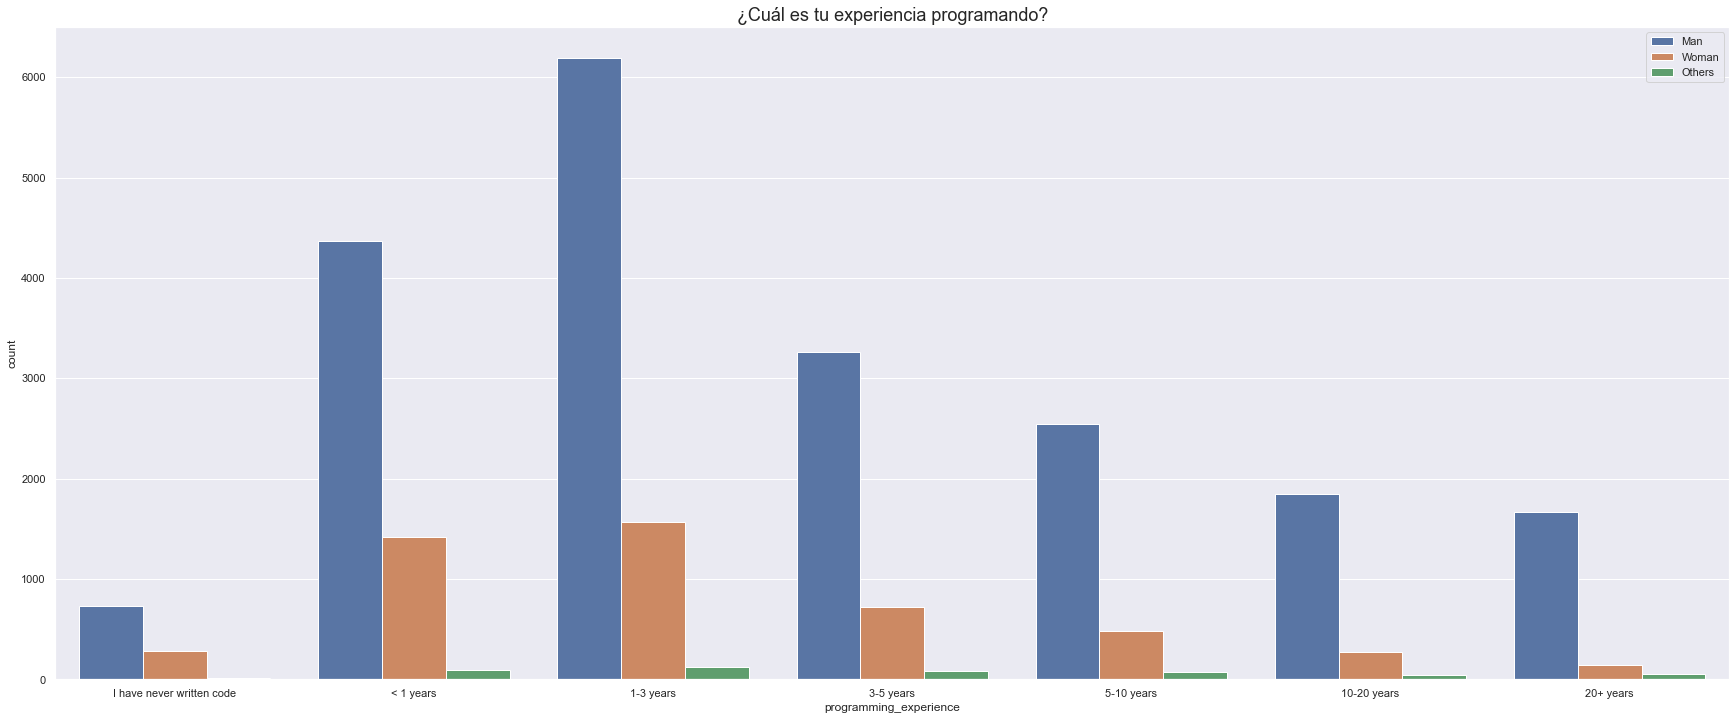 ¿Cuál es tu experiencia programando?
Man
Woman
Others
6000
5000
4000
3000
2000
1000
0
count
I have never written code
< 1 years
1-3 years
3-5 years
5-10 years
10-20 years
20+ years
programming_experience